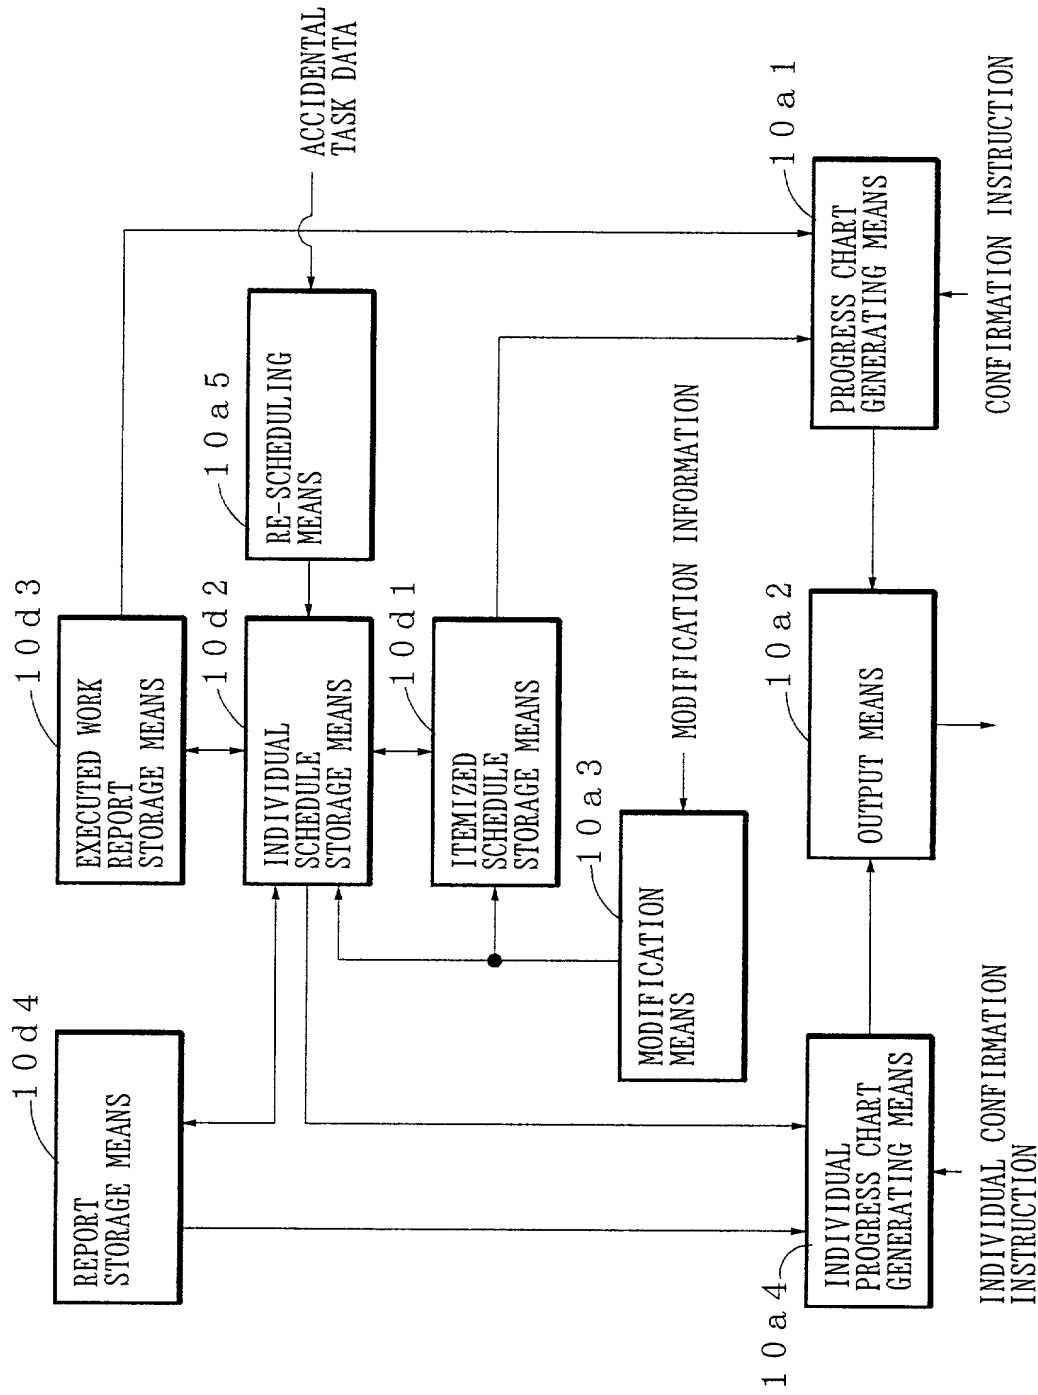 10d4
REPORT
STORAGE MEANS
10d3
EXECUTED WORK
REPORT
STORAGE MEANS
10d2
INDIVIDUAL
SCHEDULE
STORAGE MEANS
10a5
RE-SCHEDULING
MEANS
ACCIDENTAL
TASK DATA
10d1
ITEMIZED
SCHEDULE
STORAGE MEANS
10a3
MODIFICATION
MEANS
MODIFICATION INFORMATION
10a4
INDIVIDUAL
PROGRESS CHART
GENERATING MEANS
10a2
OUTPUT MEANS
10a1
PROGRESS CHART
GENERATING MEANS
INDIVIDUAL CONFIRMATION
INSTRUCTION
CONFIRMATION INSTRUCTION